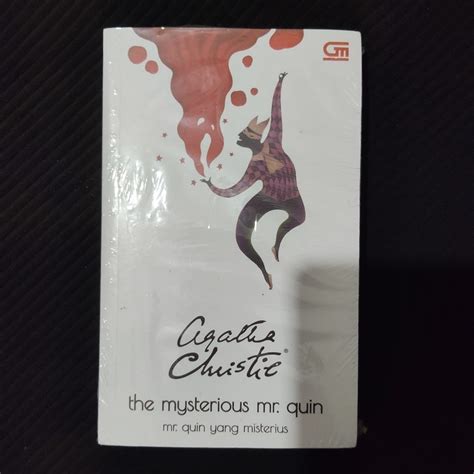 GM
Agatha
Christie®
the mysterious mr. quin
mr. quin yang misterius